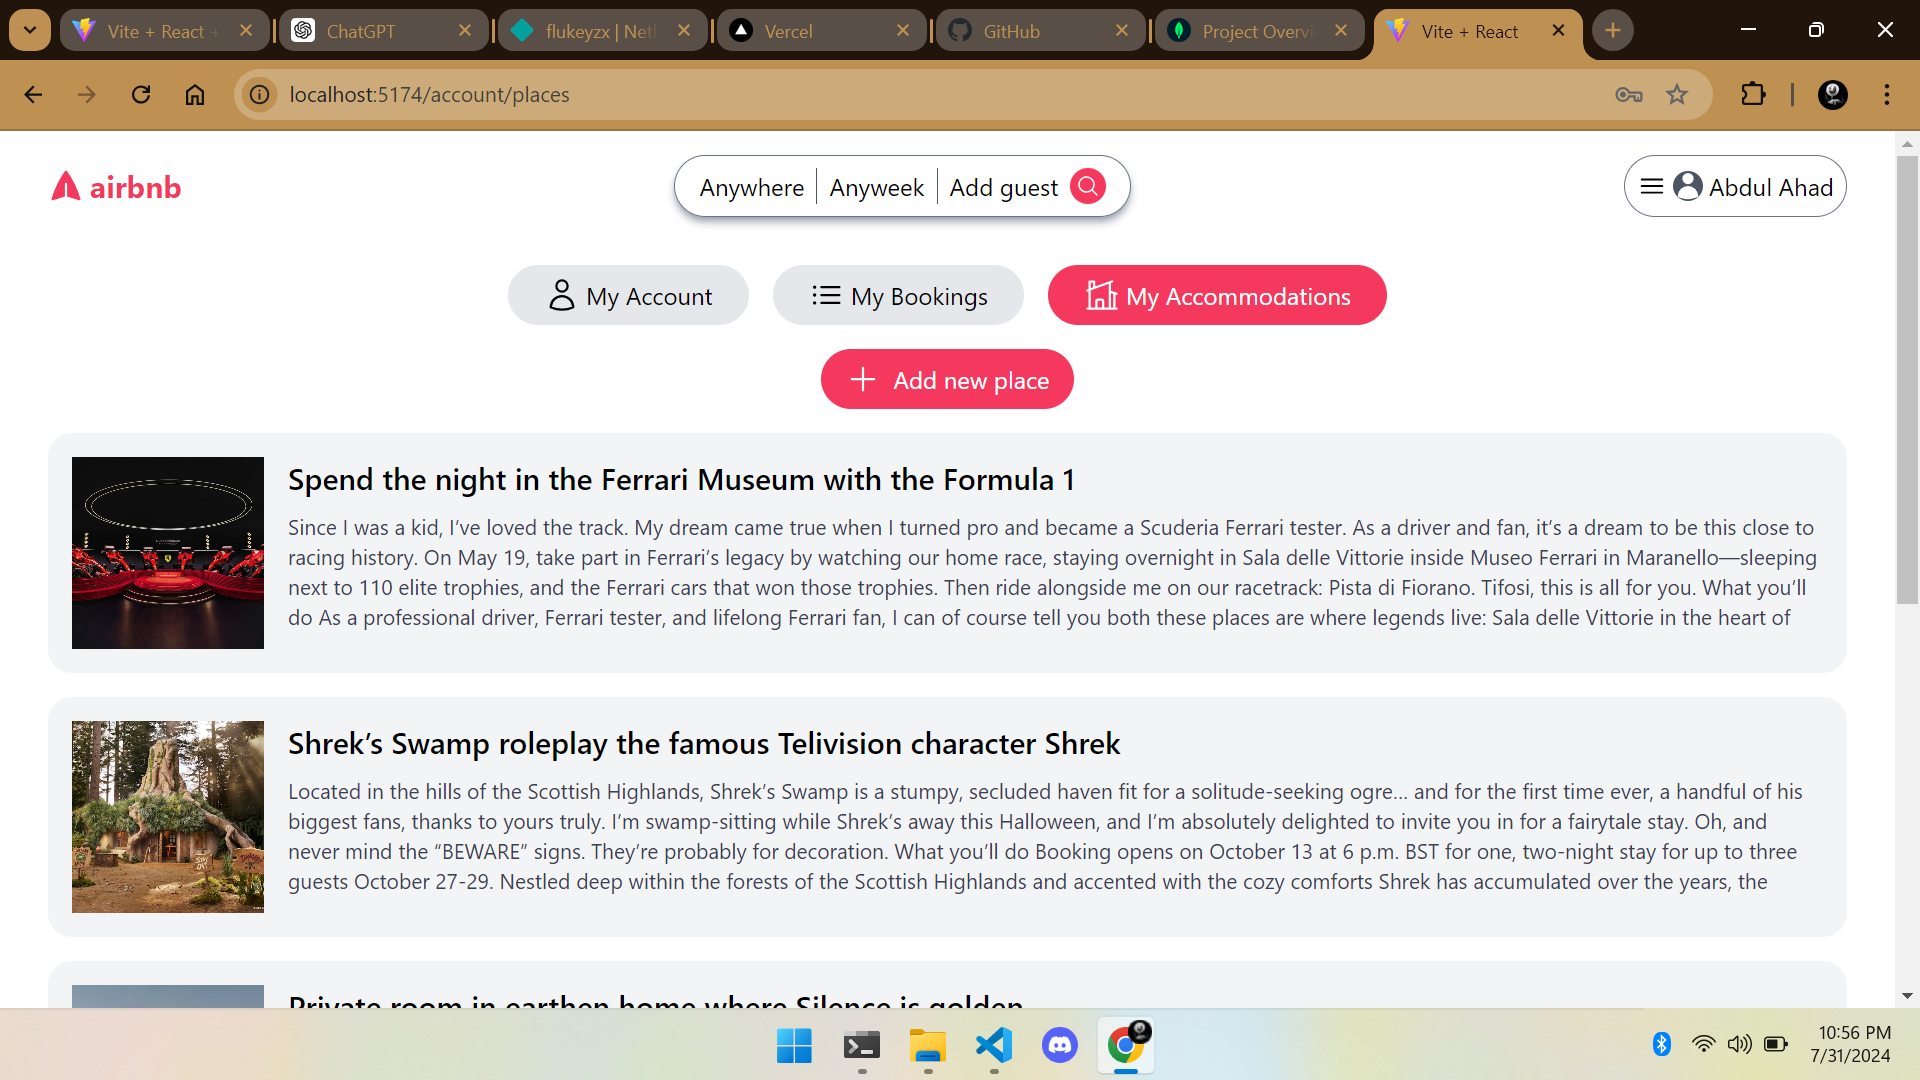 Vite + React +
ChatGPT
flukeyzx | Netl
Vercel
GitHub
Project Overvi
Vite + React
localhost:5174/account/places
airbnb
Anywhere
Anyweek
Add guest
Abdul Ahad
My Account
My Bookings
My Accommodations
Add new place
Spend the night in the Ferrari Museum with the Formula 1
Since I was a kid, I’ve loved the track. My dream came true when I turned pro and became a Scuderia Ferrari tester. As a driver and fan, it’s a dream to be this close to
racing history. On May 19, take part in Ferrari’s legacy by watching our home race, staying overnight in Sala delle Vittorie inside Museo Ferrari in Maranello—sleeping
next to 110 elite trophies, and the Ferrari cars that won those trophies. Then ride alongside me on our racetrack: Pista di Fiorano. Tifosi, this is all for you. What you’ll
do As a professional driver, Ferrari tester, and lifelong Ferrari fan, I can of course tell you both these places are where legends live: Sala delle Vittorie in the heart of
Shrek’s Swamp roleplay the famous Telivision character Shrek
Located in the hills of the Scottish Highlands, Shrek’s Swamp is a stumpy, secluded haven fit for a solitude-seeking ogre… and for the first time ever, a handful of his
biggest fans, thanks to yours truly. I’m swamp-sitting while Shrek’s away this Halloween, and I’m absolutely delighted to invite you in for a fairytale stay. Oh, and
never mind the “BEWARE” signs. They’re probably for decoration. What you’ll do Booking opens on October 13 at 6 p.m. BST for one, two-night stay for up to three
guests October 27-29. Nestled deep within the forests of the Scottish Highlands and accented with the cozy comforts Shrek has accumulated over the years, the
Private room in earthen home where Silence is golden
10:56 PM
7/31/2024